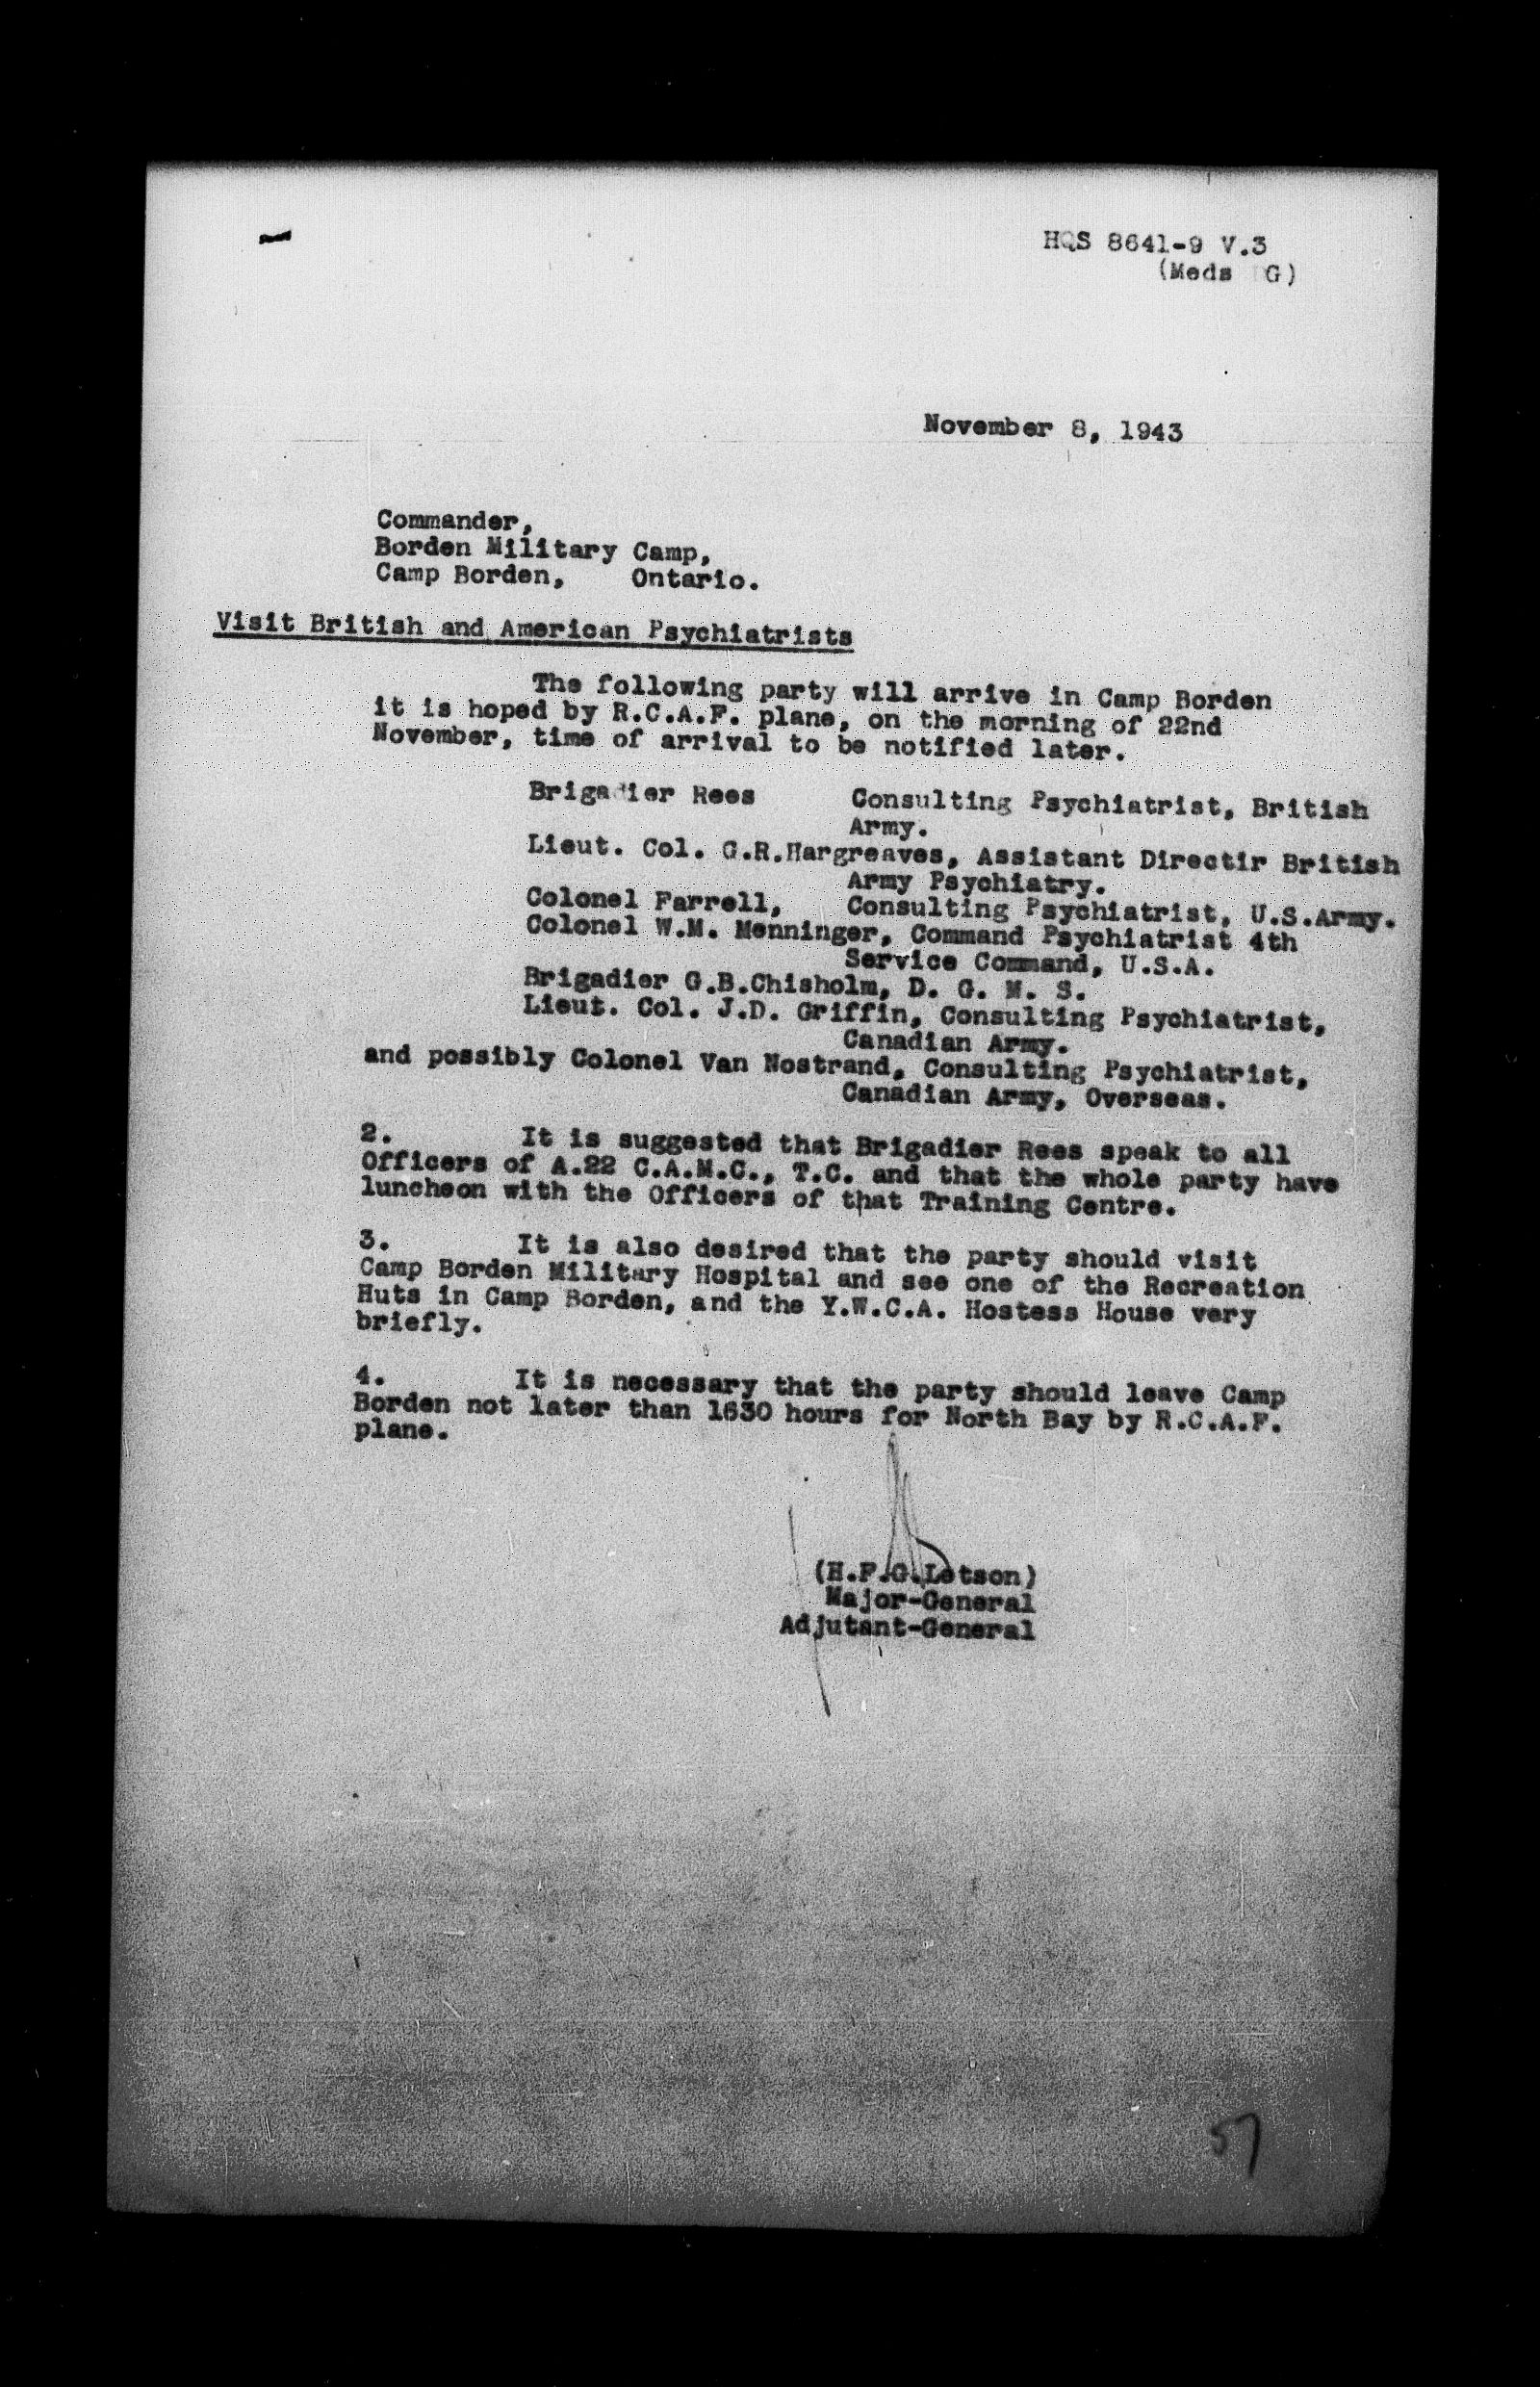 HQS 8641-9 V.3
(Meds G)
November 8, 1943
Commander,
Borden Military Camp,
Camp Borden, Ontario.
Visit British and American Psychiatrists
The following party will arrive in Camp Borden
it is hoped by R.C.A.F. plane, on the morning of 22nd
November, time of arrival to be notified later.
Brigadier Rees Consulting Psychiatrist, British
Army.
Lieut. Col. G.R.Hargreaves, Assistant Directir British
Army Psychiatry.
Colonel Farrell, Consulting Psychiatrist, U.S.Army.
Colonel W.M. Menninger, Command Psychiatrist 4th
Service Command, U.S.A.
Brigadier G.B.Chisholm, D. G. M. S.
Lieut. Col. J.D. Griffin, Consulting Psychiatrist,
Canadian Army.
and possibly Colonel Van Nostrand, Consulting Psychiatrist,
Canadian Army, Overseas.
2. It is suggested that Brigadier Rees speak to all
Officers of A.22 C.A.M.C., T.C. and that the whole party have
luncheon with the Officers of that Training Centre.
3. It is also desired that the party should visit
Camp Borden Military Hospital and see one of the Recreation
Huts in Camp Borden, and the Y.W.C.A. Hostess House very
briefly.
4. It is necessary that the party should leave Camp
Borden not later than 1630 hours for North Bay by R.C.A.F.
plane.
(H.F.G.Letson)
Major-General
Adjutant-General
57